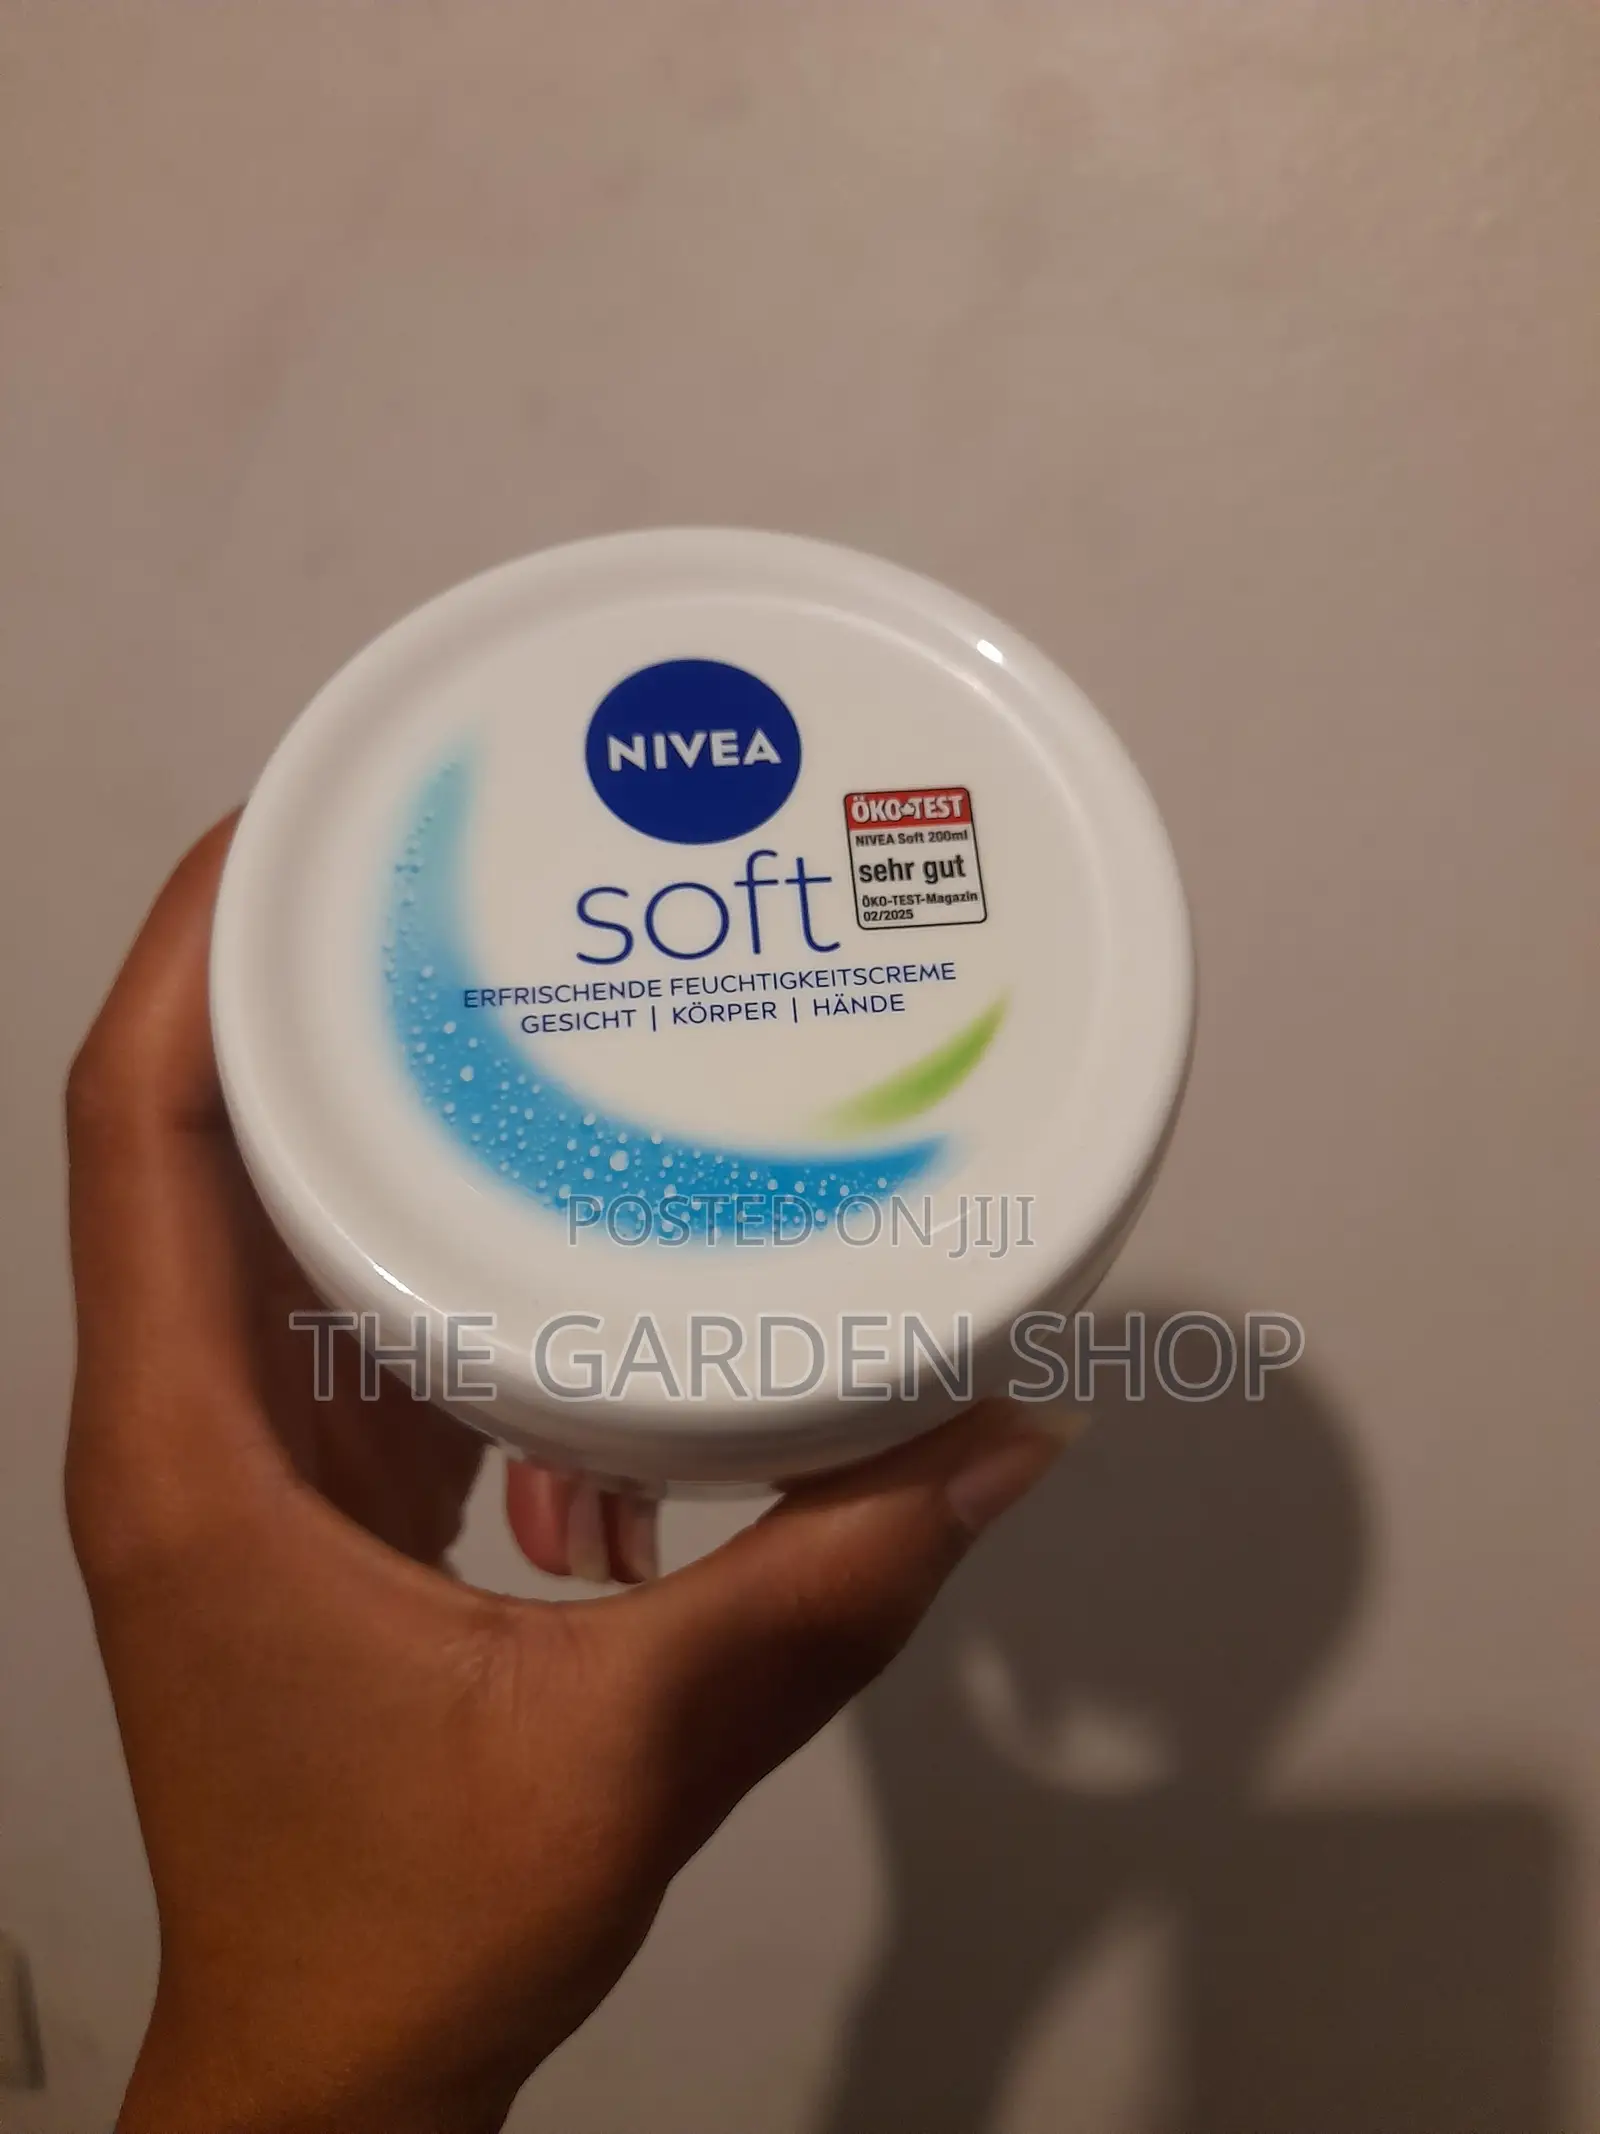 NIVEA
soft
ÖKO-TEST
NIVEA Soft 200ml
sehr gut
ÖKO-TEST-Magazin
02/2025
ERFRISCHENDE FEUCHTIGKEITSCREME
GESICHT | KÖRPER | HÄNDE
POSTED ON JIJI
THE GARDEN SHOP